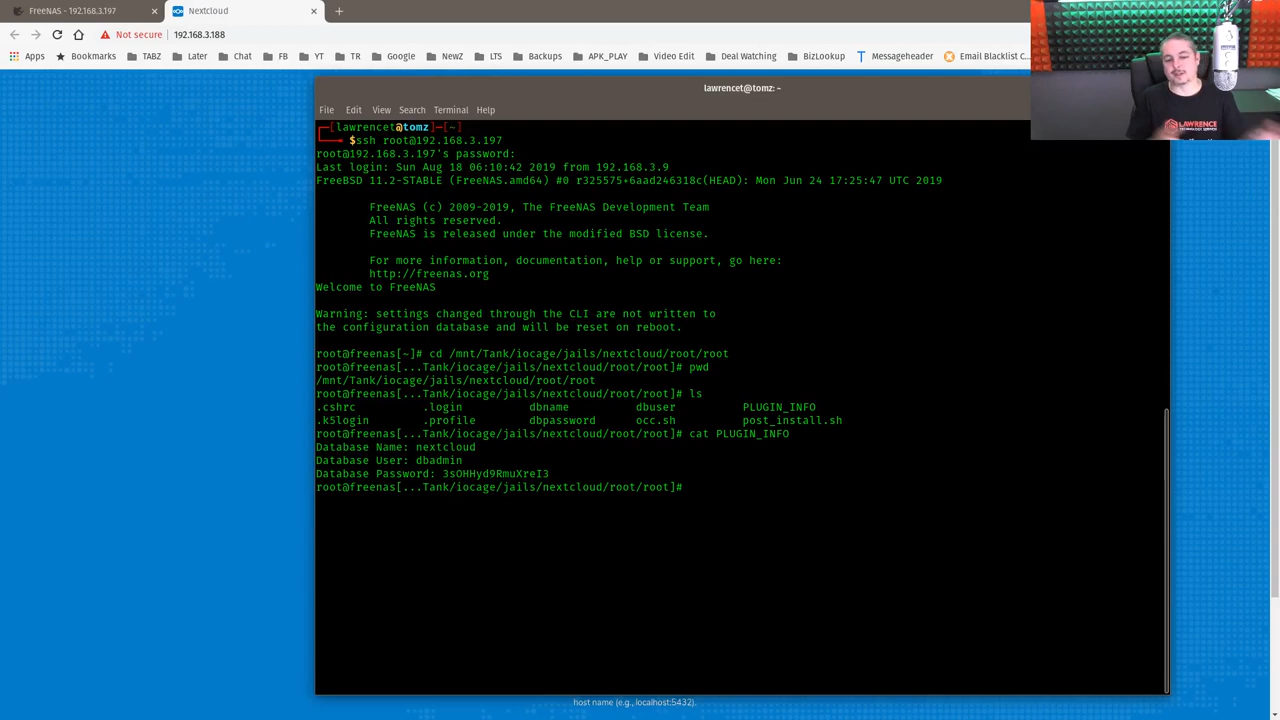 FreeNAS - 192.168.3.197
Nextcloud
Not secure 192.168.3.188
Apps Bookmarks TABZ Later Chat FB YT TR Google NewZ LTS Backups APK_PLAY Video Edit Deal Watching BizLookup Messageheader Email Blacklist C...
LAWRENCE
lawrencet@tomz: ~
File Edit View Search Terminal Help
[lawrencet@tomz]—[~]
$ssh root@192.168.3.197
root@192.168.3.197's password:
Last login: Sun Aug 18 06:10:42 2019 from 192.168.3.9
FreeBSD 11.2-STABLE (FreeNAS.amd64) #0 r325575+6aad246318c(HEAD): Mon Jun 24 17:25:47 UTC 2019
FreeNAS (c) 2009-2019, The FreeNAS Development Team
All rights reserved.
FreeNAS is released under the modified BSD license.
For more information, documentation, help or support, go here:
http://freenas.org
Welcome to FreeNAS
Warning: settings changed through the CLI are not written to
the configuration database and will be reset on reboot.
root@freenas[~]# cd /mnt/Tank/iocage/jails/nextcloud/root/root
root@freenas[...Tank/iocage/jails/nextcloud/root/root]# pwd
/mnt/Tank/iocage/jails/nextcloud/root/root
root@freenas[...Tank/iocage/jails/nextcloud/root/root]# ls
.cshrc .login dbname dbuser PLUGIN_INFO
.k5login .profile dbpassword occ.sh post_install.sh
root@freenas[...Tank/iocage/jails/nextcloud/root/root]# cat PLUGIN_INFO
Database Name: nextcloud
Database User: dbadmin
Database Password: 3sOHHyd9RmuXreI3
root@freenas[...Tank/iocage/jails/nextcloud/root/root]#
host name (e.g., localhost:5432).